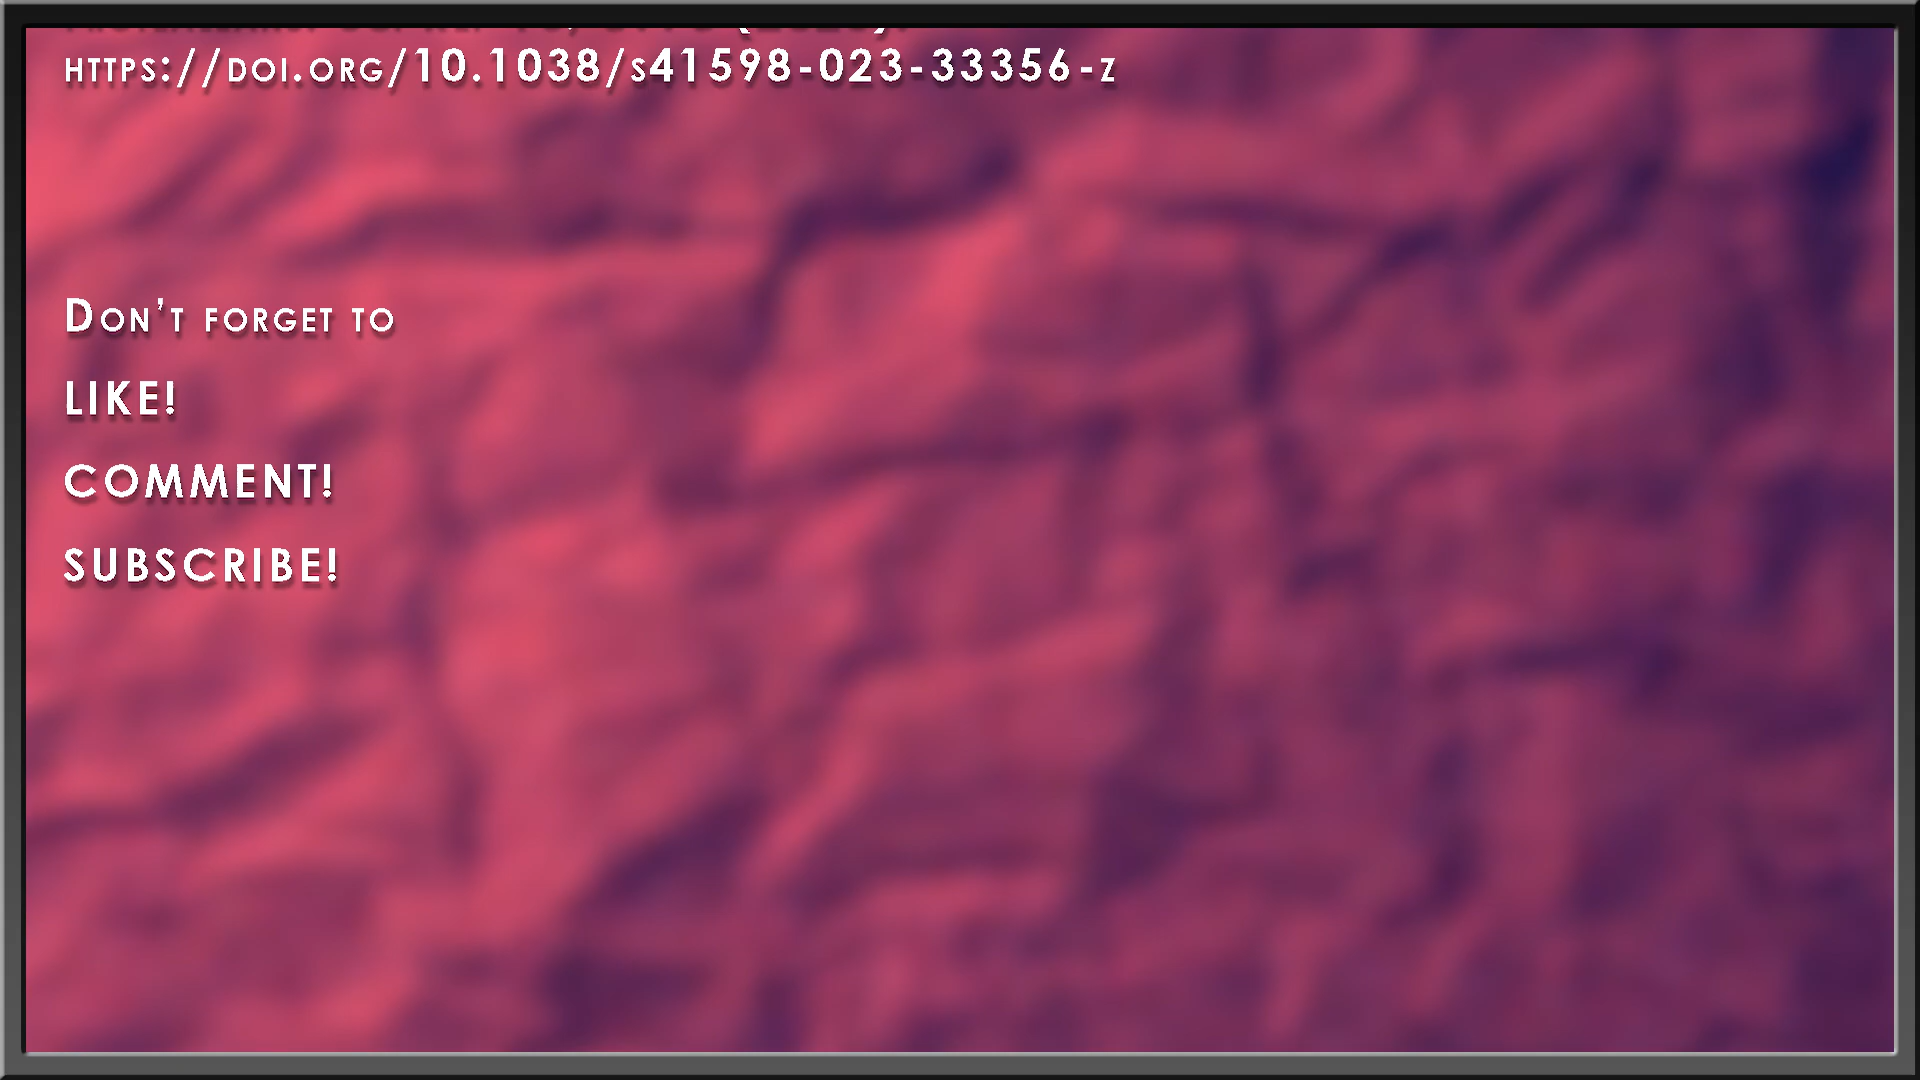 https://doi.org/10.1038/s41598-023-33356-z
Don't forget to
LIKE!
COMMENT!
SUBSCRIBE!